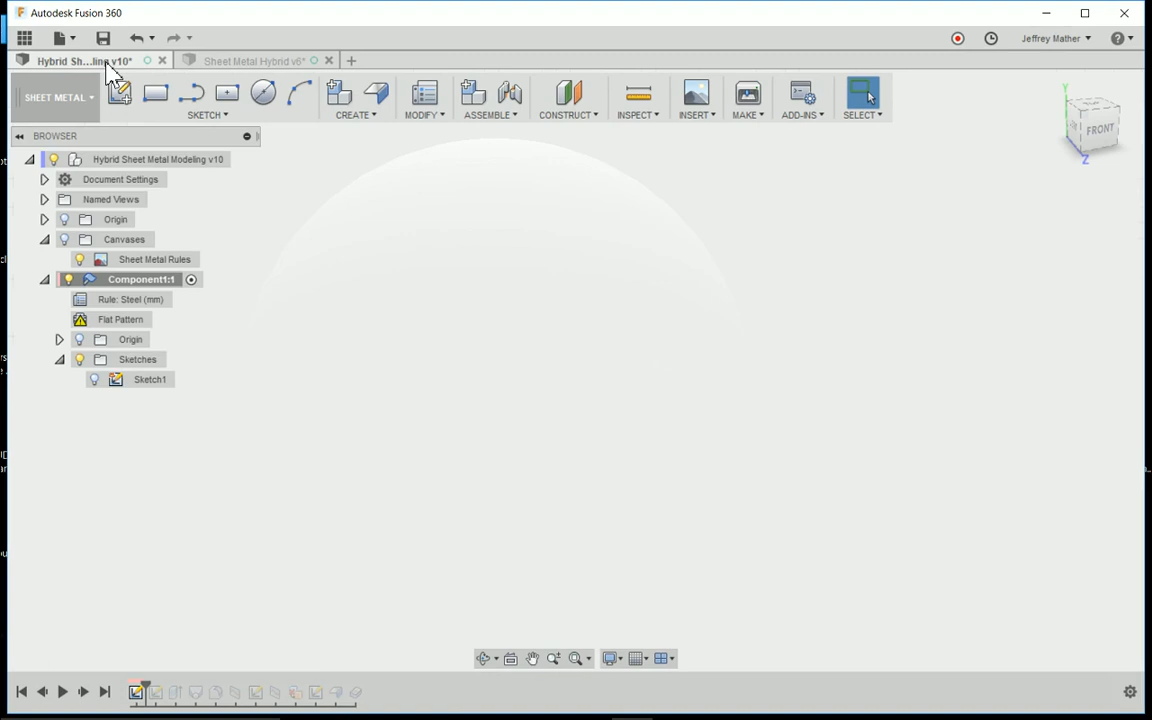 Autodesk Fusion 360
Jeffrey Mather
Hybrid Sh...ling v10*
Sheet Metal Hybrid v6*
SHEET METAL
SKETCH
CREATE
MODIFY
ASSEMBLE
CONSTRUCT
INSPECT
INSERT
MAKE
ADD-INS
SELECT
Y
FRONT
Z
BROWSER
Hybrid Sheet Metal Modeling v10
Document Settings
Named Views
Origin
Canvases
Sheet Metal Rules
Component1:1
Rule: Steel (mm)
Flat Pattern
Origin
Sketches
Sketch1